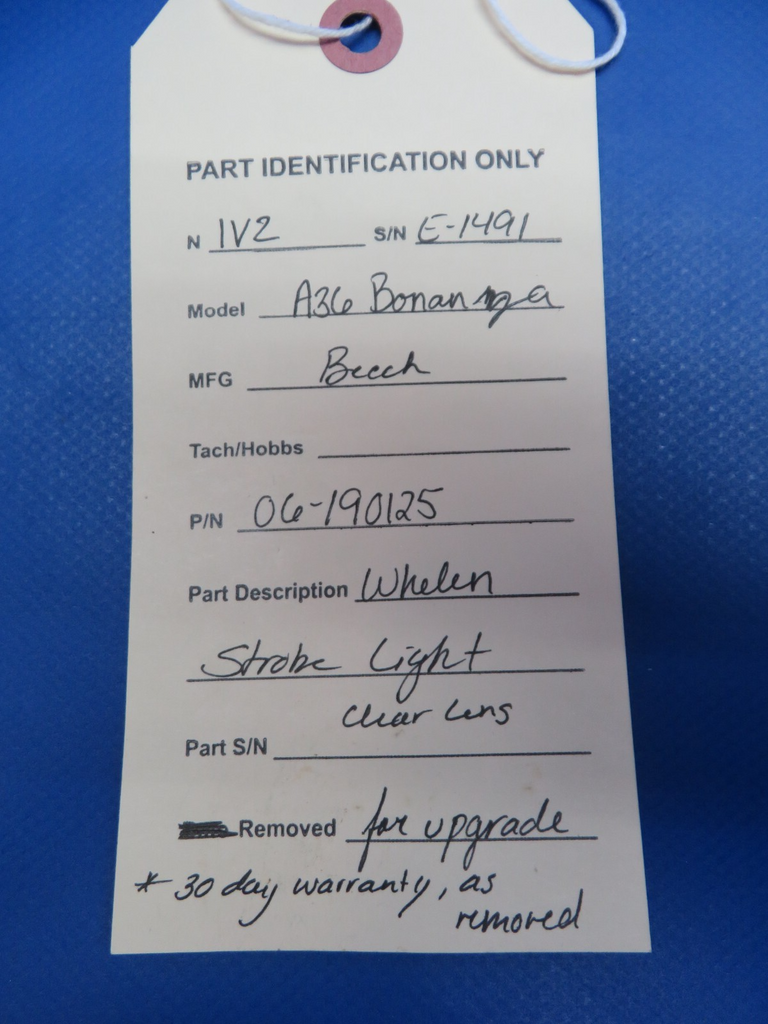 PART IDENTIFICATION ONLY
N 1V2 S/N E-1491
Model A36 Bonanza
MFG Beech
Tach/Hobbs
P/N 06-190125
Part Description Whelen
Strobe Light
Clear Lens
Part S/N
Removed for upgrade
* 30 day warranty, as
removed